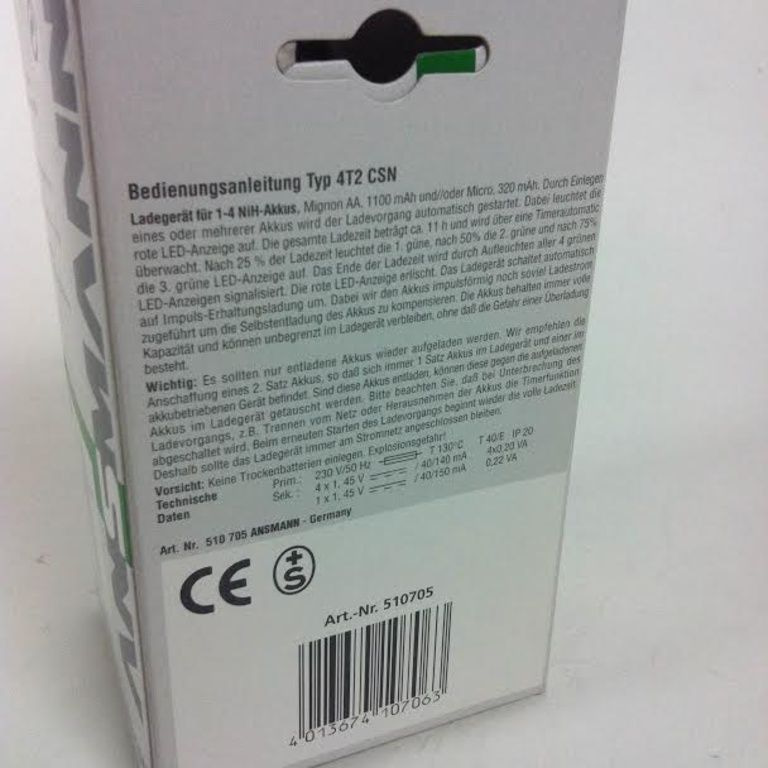 ANSMANN
Bedienungsanleitung Typ 4T2 CSN
Ladegerät für 1-4 NiH-Akkus, Mignon AA, 1100 mAh und//oder Micro, 320 mAh. Durch Einlegen
eines oder mehrerer Akkus wird der Ladevorgang automatisch gestartet. Dabei leuchtet die
rote LED-Anzeige auf. Die gesamte Ladezeit beträgt ca. 11 h und wird über eine Timerautomatic
überwacht. Nach 25 % der Ladezeit leuchtet die 1. güne, nach 50% die 2. grüne und nach 75%
die 3. grüne LED-Anzeige auf. Das Ende der Ladezeit wird durch Aufleuchten aller 4 grünen
LED-Anzeigen signalisiert. Die rote LED-Anzeige erlischt. Das Ladegerät schaltet automatisch
auf Impuls-Erhaltungsladung um. Dabei wir den Akkus impulsförmig noch soviel Ladestrom
zugeführt um die Selbstentladung des Akkus zu kompensieren. Die Akkus behalten immer volle
Kapazität und können unbegrenzt im Ladegerät verbleiben, ohne daß die Gefahr einer Überladung
besteht.
Wichtig: Es sollten nur entladene Akkus wieder aufgeladen werden. Wir empfehlen die
Anschaffung eines 2. Satz Akkus, so daß sich immer 1 Satz Akkus im Ladegerät und einer im
akkubetriebenen Gerät befindet. Sind diese Akkus entladen, können diese gegen die aufgeladenen
Akkus im Ladegerät getauscht werden. Bitte beachten Sie, daß bei Unterbrechung des
Ladevorgangs, z.B. Trennen vom Netz oder Herausnehmen der Akkus die Timerfunktion
abgeschaltet wird. Beim erneuten Starten des Ladevorgangs beginnt wieder die volle Ladezeit.
Deshalb sollte das Ladegerät immer am Stromnetz angeschlossen bleiben.
Vorsicht: Keine Trockenbatterien einlegen. Explosionsgefahr!
Technische Prim.: 230 V/50 Hz T 130°C T 40/E IP 20
Daten Sek.: 4 x 1, 45 V / 40/140 mA 4x0,20 VA
1 x 1, 45 V / 40/150 mA 0,22 VA
Art. Nr. 510 705 ANSMANN - Germany
CE +S
Art.-Nr. 510705
4 013674 107063